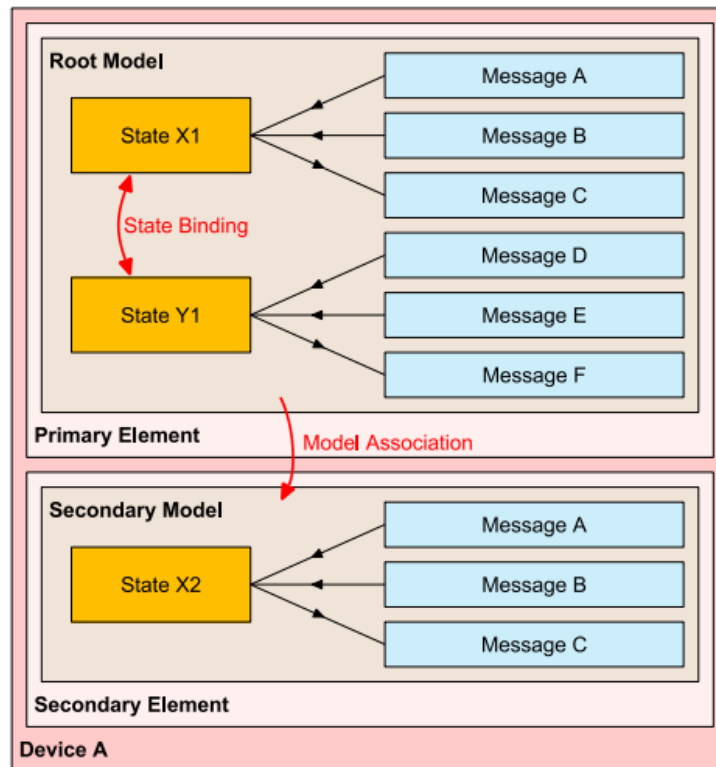 Root Model
Message A
State X1
Message B
Message C
State Binding
Message D
State Y1
Message E
Message F
Primary Element
Model Association
Secondary Model
Message A
State X2
Message B
Message C
Secondary Element
Device A